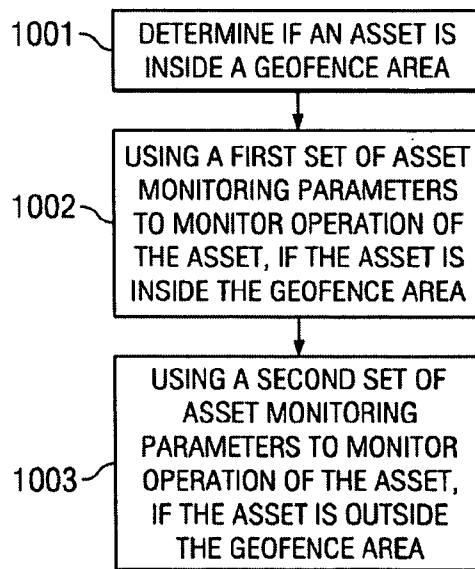 1001
DETERMINE IF AN ASSET IS
INSIDE A GEOFENCE AREA
1002
USING A FIRST SET OF ASSET
MONITORING PARAMETERS
TO MONITOR OPERATION OF
THE ASSET, IF THE ASSET IS
INSIDE THE GEOFENCE AREA
1003
USING A SECOND SET OF
ASSET MONITORING
PARAMETERS TO MONITOR
OPERATION OF THE ASSET,
IF THE ASSET IS OUTSIDE
THE GEOFENCE AREA